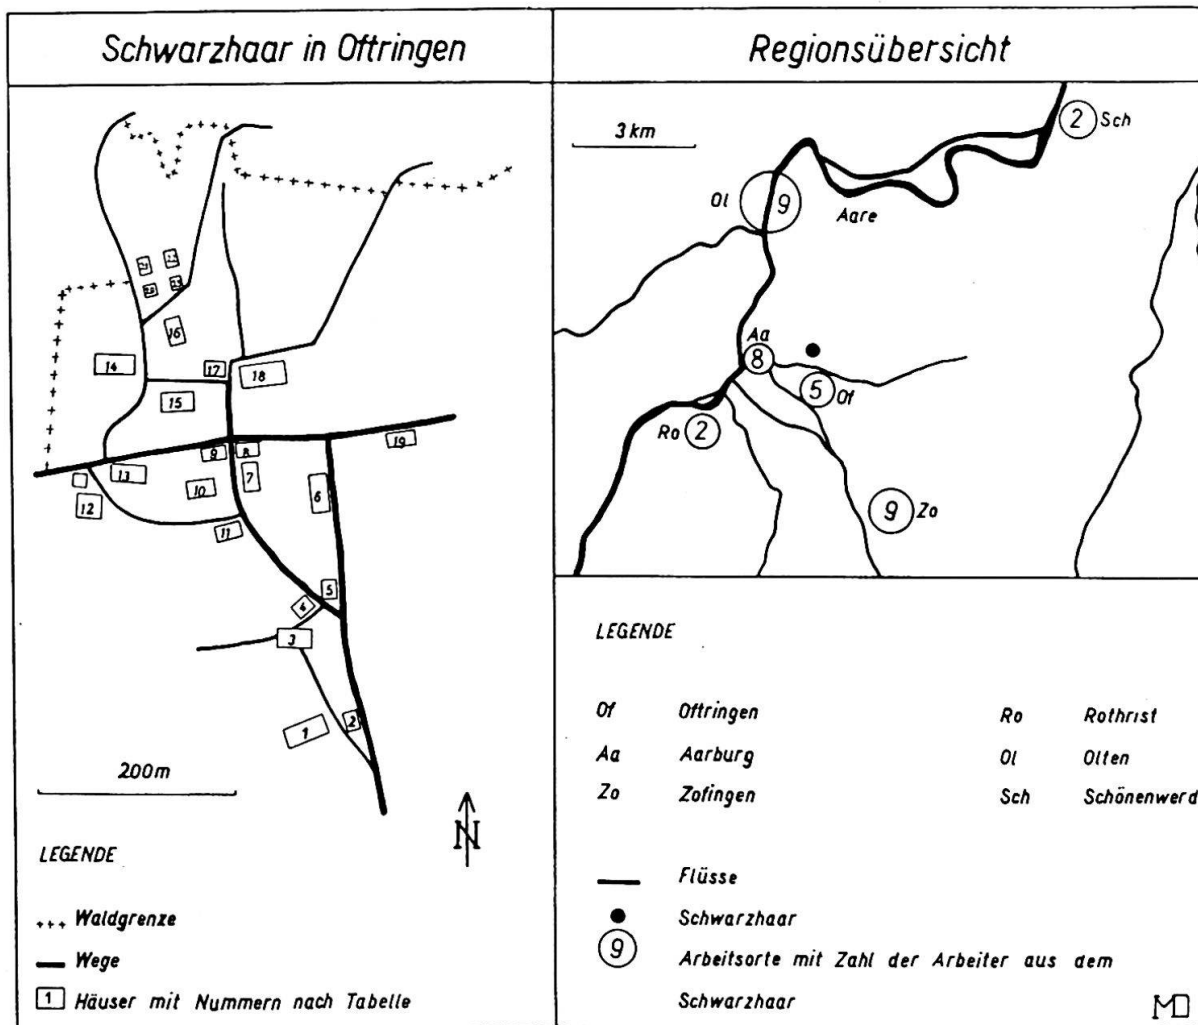 Schwarzhaar in Oftringen
14
16
17
18
15
13
9
8
19
12
10
7
6
11
5
4
3
1
2
200m
N
LEGENDE
+++ Waldgrenze
Wege
1 Häuser mit Nummern nach Tabelle
Regionsübersicht
3 km
2 Sch
Ol 9
Aare
Aa
8
5 Of
Ro 2
9 Zo
LEGENDE
Of Oftringen Ro Rothrist
Aa Aarburg Ol Olten
Zo Zofingen Sch Schönenwerd
Flüsse
Schwarzhaar
9 Arbeitsorte mit Zahl der Arbeiter aus dem
Schwarzhaar
MD